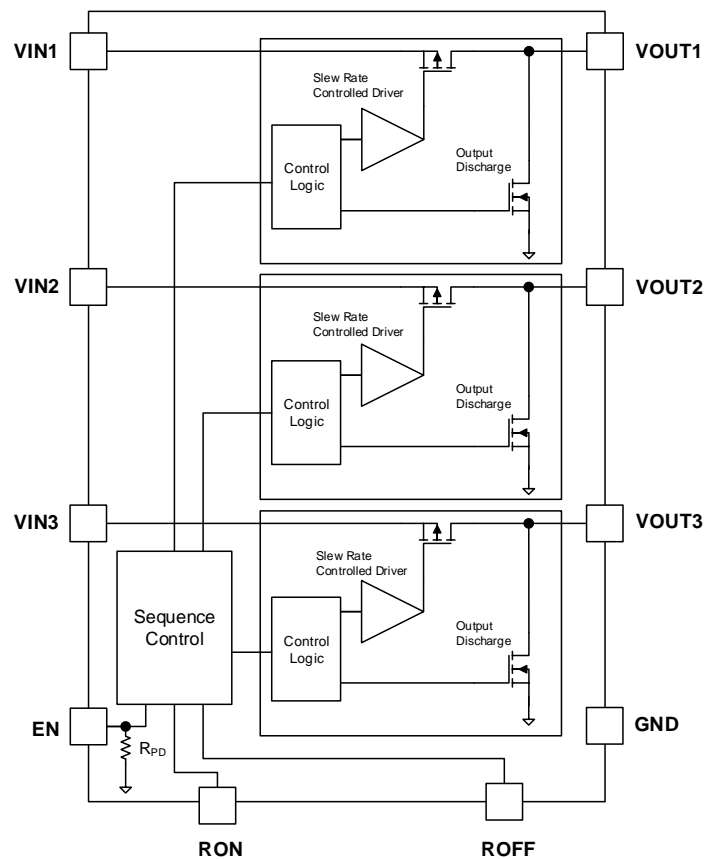 VIN1
VOUT1
Slew Rate
Controlled Driver
Control
Logic
Output
Discharge
VIN2
VOUT2
Slew Rate
Controlled Driver
Control
Logic
Output
Discharge
VIN3
VOUT3
Slew Rate
Controlled Driver
Sequence
Control
Control
Logic
Output
Discharge
EN
RPD
GND
RON
ROFF